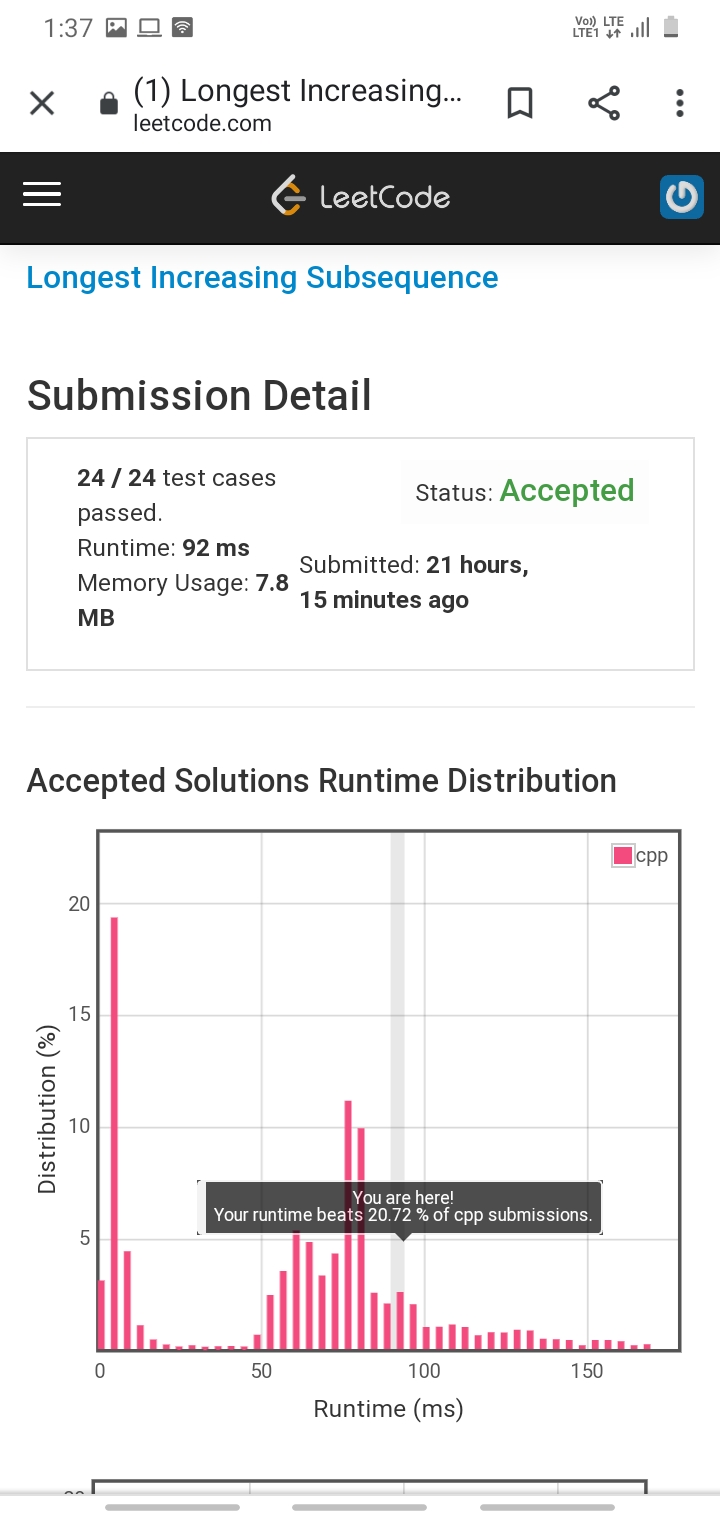 1:37
Vo)) LTE
LTE1
(1) Longest Increasing...
leetcode.com
LeetCode
Longest Increasing Subsequence
Submission Detail
24 / 24 test cases
passed.
Runtime: 92 ms
Memory Usage: 7.8
MB
Status: Accepted
Submitted: 21 hours,
15 minutes ago
Accepted Solutions Runtime Distribution
cpp
20
15
10
5
Distribution (%)
You are here!
Your runtime beats 20.72 % of cpp submissions.
0 50 100 150
Runtime (ms)